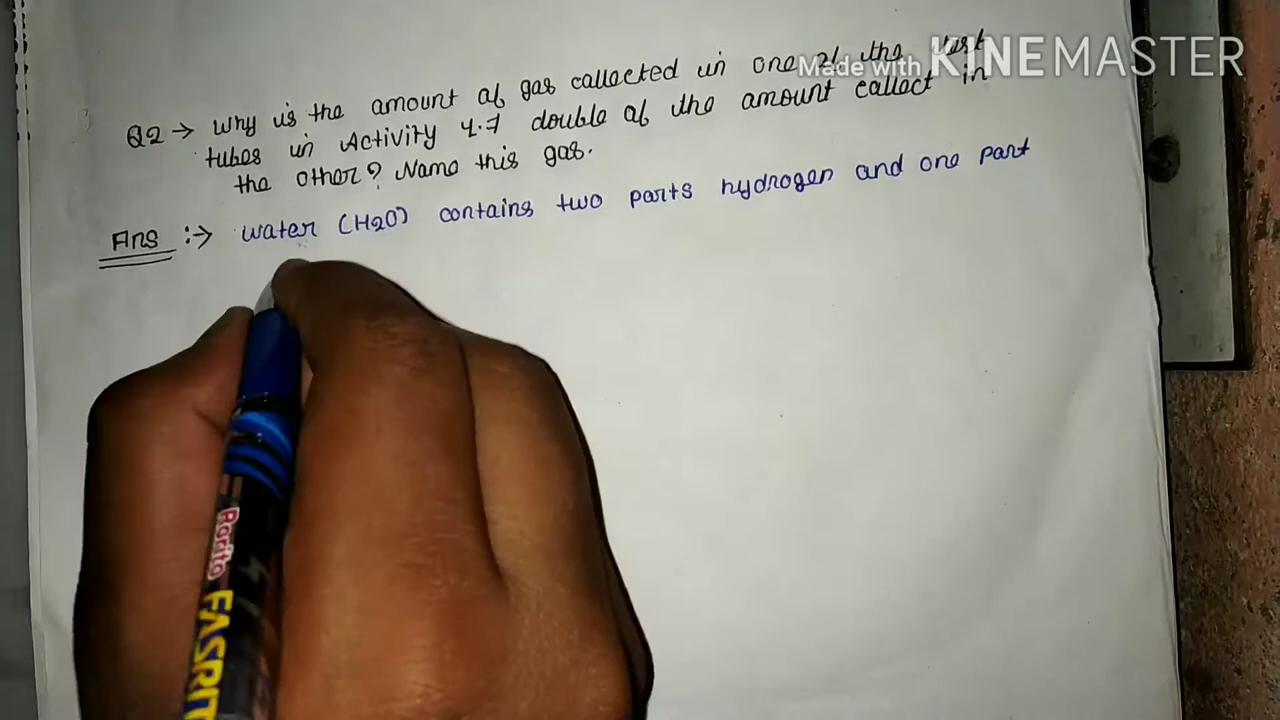 Made with KINEMASTER
Q2 → Why is the amount of gas collected in one of the test
tubes in Activity 4.7 double of the amount collect in
the other? Name this gas.
Ans :→ water (H2O) contains two parts hydrogen and one part
Rorito
FASRIT